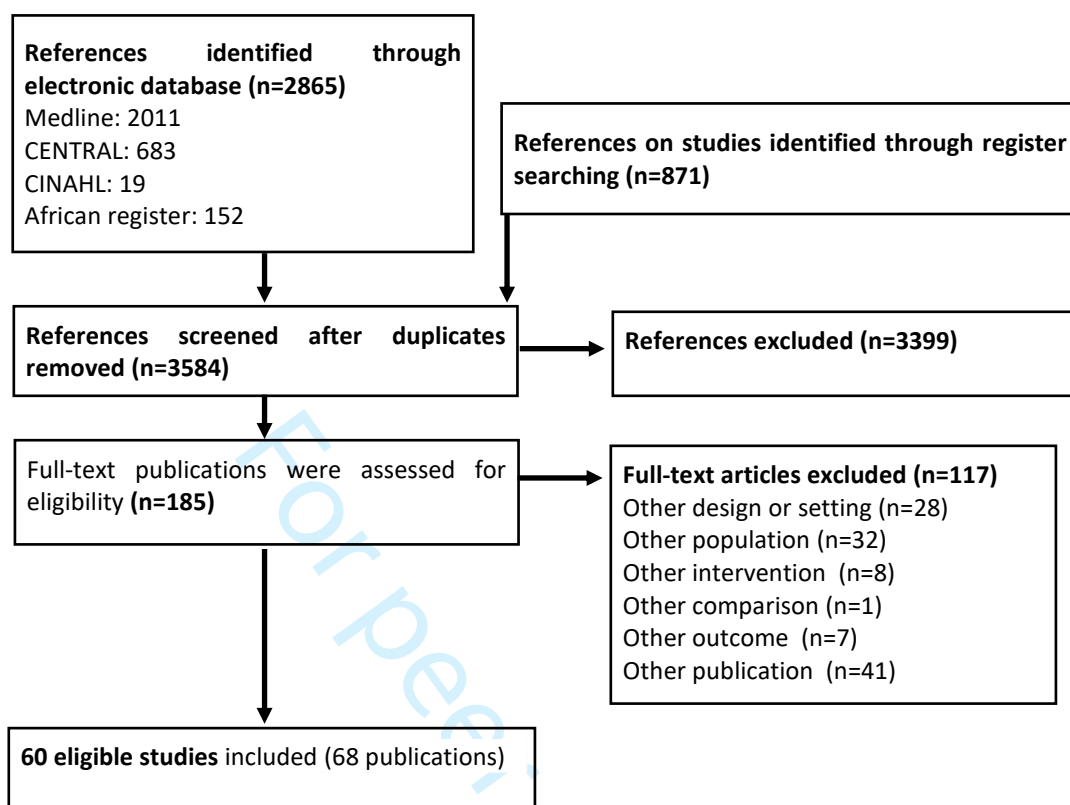 References identified through
electronic database (n=2865)
Medline: 2011
CENTRAL: 683
CINAHL: 19
African register: 152
References on studies identified through register
searching (n=871)
References screened after duplicates
removed (n=3584)
References excluded (n=3399)
Full-text publications were assessed for
eligibility (n=185)
Full-text articles excluded (n=117)
Other design or setting (n=28)
Other population (n=32)
Other intervention (n=8)
Other comparison (n=1)
Other outcome (n=7)
Other publication (n=41)
60 eligible studies included (68 publications)
For peer